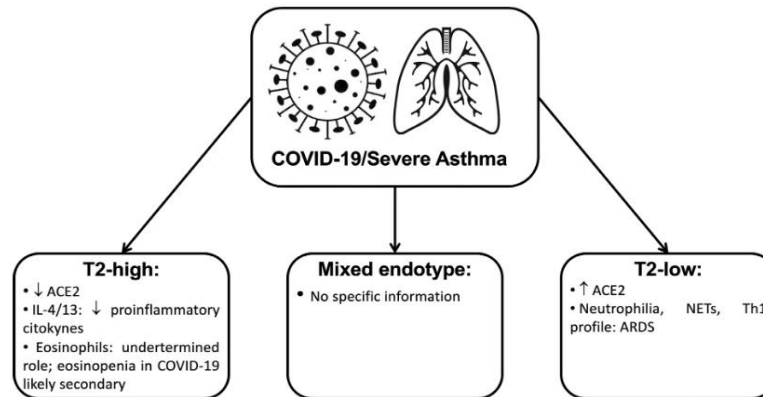 COVID-19/Severe Asthma
T2-high:
• ↓ ACE2
• IL-4/13: ↓ proinflammatory
citokynes
• Eosinophils: undertermined
role; eosinopenia in COVID-19
likely secondary
Mixed endotype:
• No specific information
T2-low:
• ↑ ACE2
• Neutrophilia, NETs, Th1
profile: ARDS